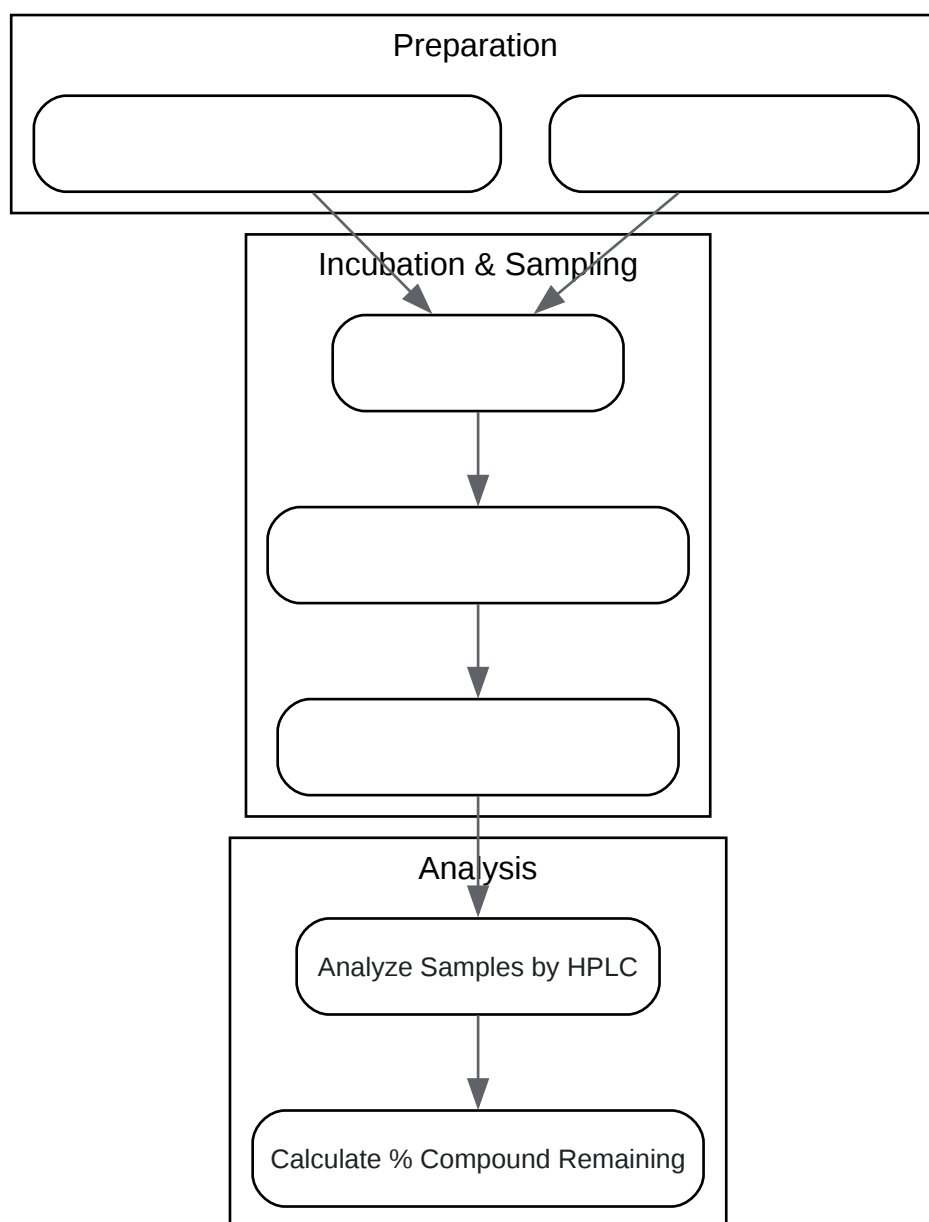 Preparation
Incubation & Sampling
Analysis
Analyze Samples by HPLC
Calculate % Compound Remaining